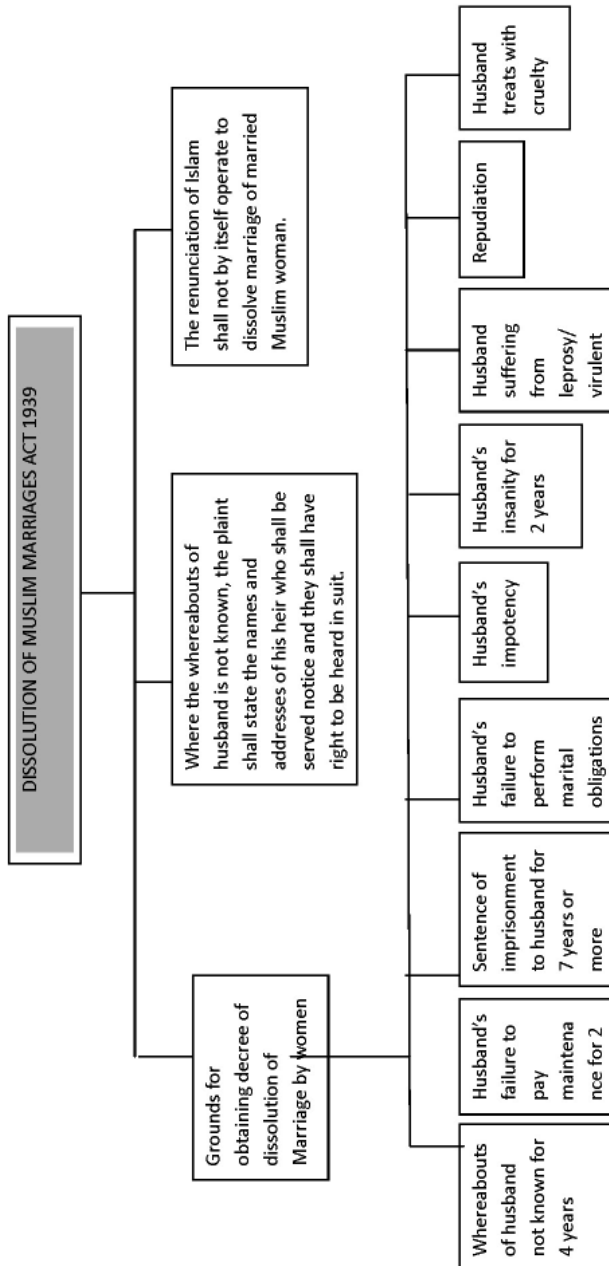 DISSOLUTION OF MUSLIM MARRIAGES ACT 1939
Grounds for
obtaining decree of
dissolution of
Marriage by women
Where the whereabouts of
husband is not known, the plaint
shall state the names and
addresses of his heir who shall be
served notice and they shall have
right to be heard in suit.
The renunciation of Islam
shall not by itself operate to
dissolve marriage of married
Muslim woman.
Whereabouts
of husband
not known for
4 years
Husband's
failure to
pay
maintena
nce for 2
Sentence of
imprisonment
to husband for
7 years or
more
Husband's
failure to
perform
marital
obligations
Husband's
impotency
Husband's
insanity for
2 years
Husband
suffering
from
leprosy/
virulent
Repudiation
Husband
treats with
cruelty